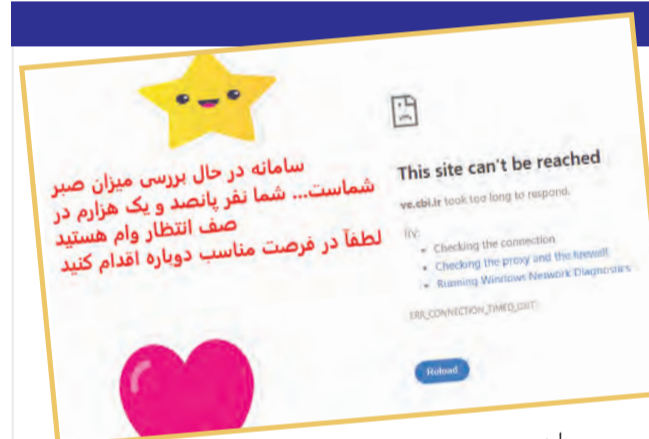 سامانه در حال بررسی میزان صبر
شماست... شما نفر پانصد و یک هزارم در
صف انتظار وام هستید
لطفاً در فرصت مناسب دوباره اقدام کنید
This site can't be reached
ve.cbi.ir took too long to respond.
Try:
• Checking the connection
• Checking the proxy and the firewall
• Running Windows Network Diagnostics
ERR_CONNECTION_TIMED_OUT
Reload